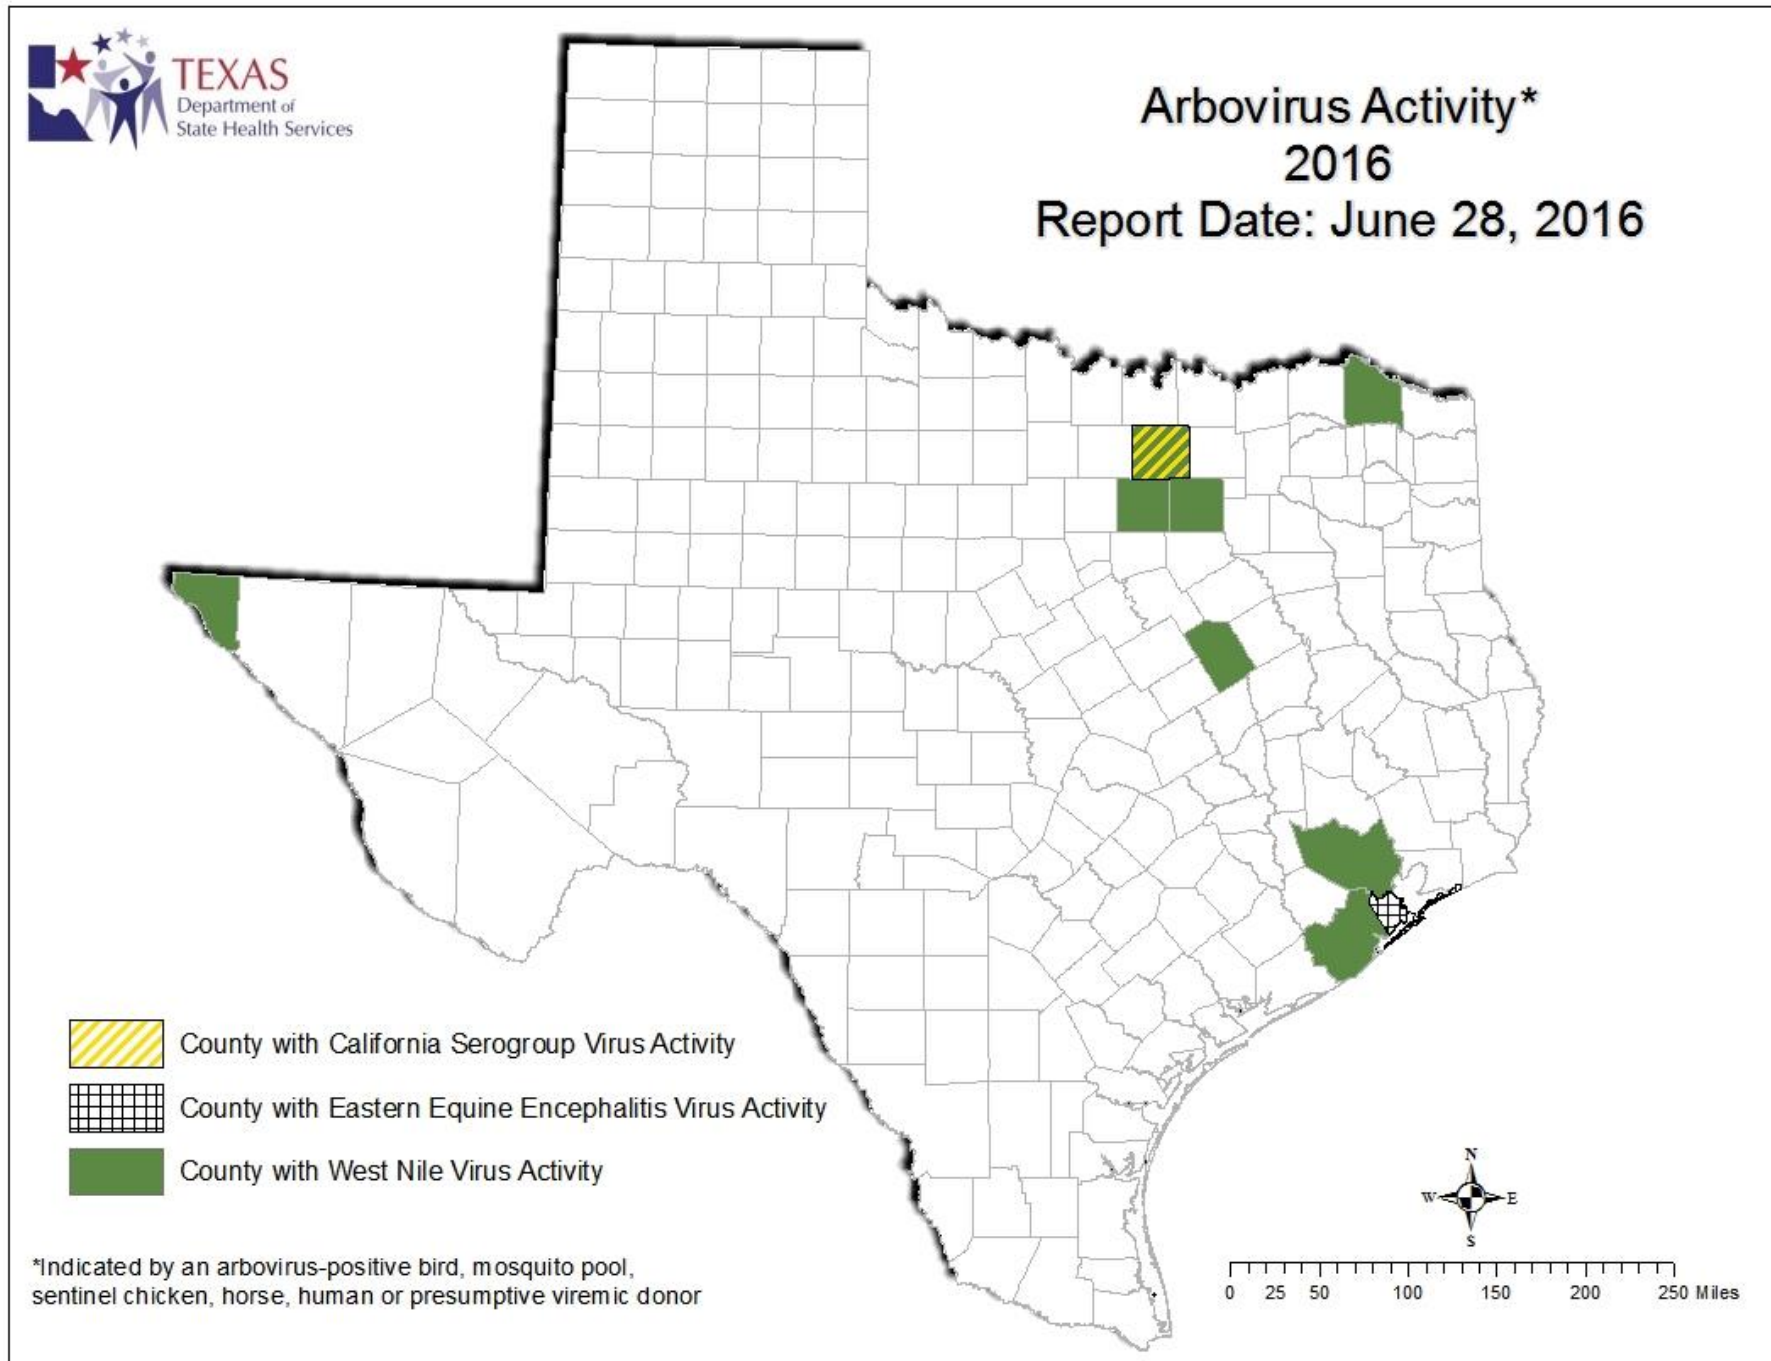 TEXAS
Department of
State Health Services
Arbovirus Activity*
2016
Report Date: June 28, 2016
County with California Serogroup Virus Activity
County with Eastern Equine Encephalitis Virus Activity
County with West Nile Virus Activity
*Indicated by an arbovirus-positive bird, mosquito pool,
sentinel chicken, horse, human or presumptive viremic donor
N
W E
S
0 25 50 100 150 200 250 Miles